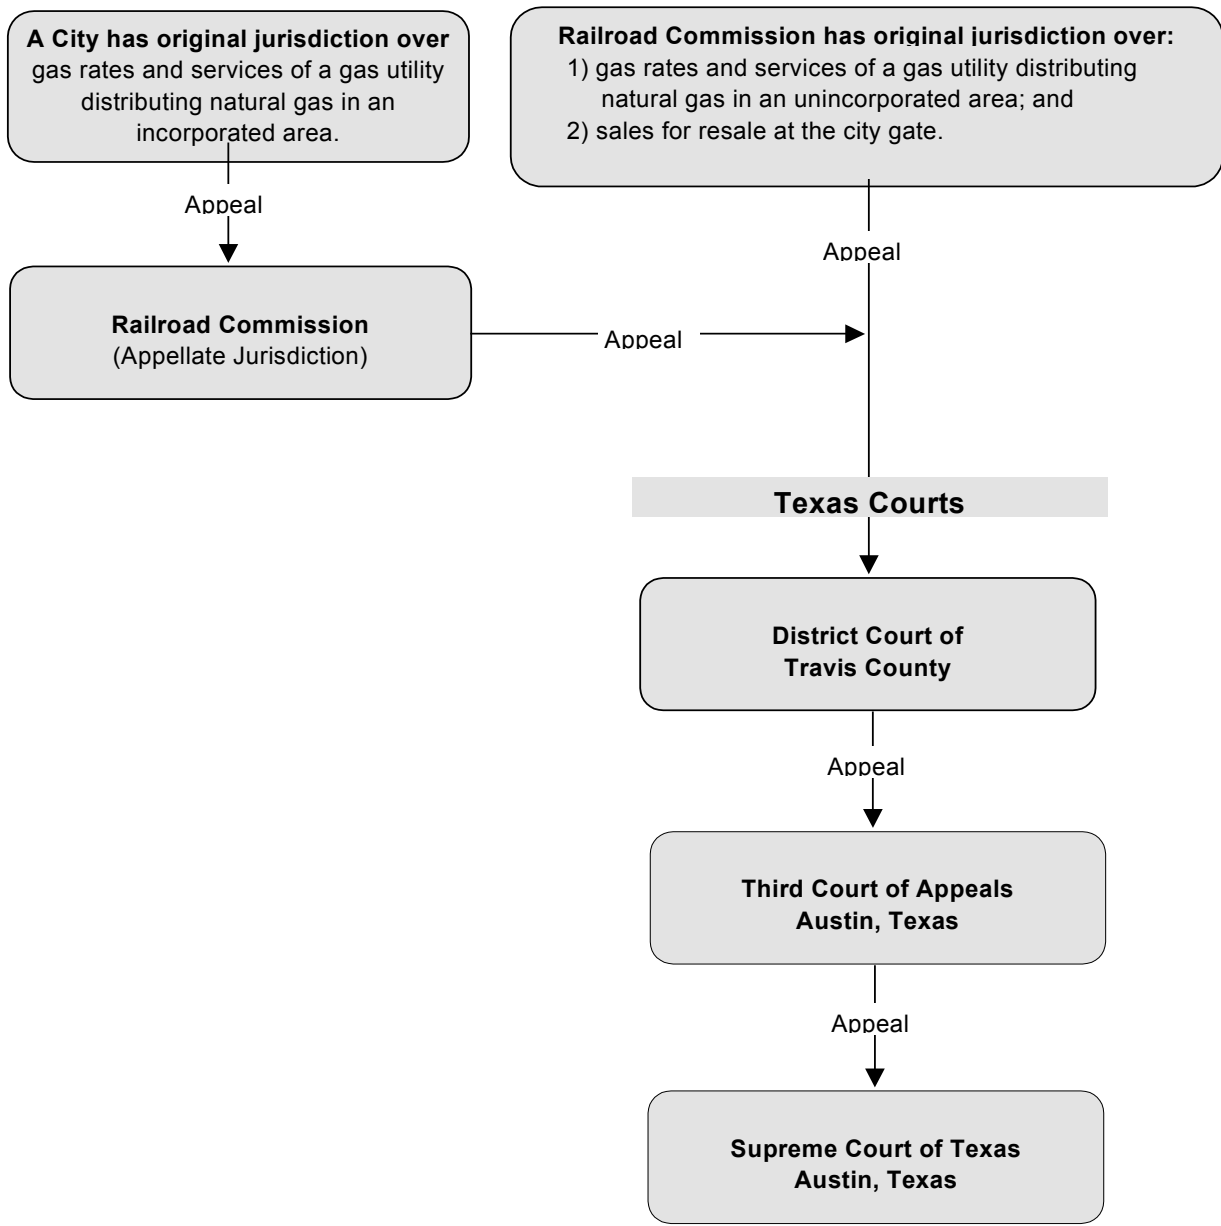 A City has original jurisdiction over
gas rates and services of a gas utility
distributing natural gas in an
incorporated area.
Railroad Commission has original jurisdiction over:
1) gas rates and services of a gas utility distributing
natural gas in an unincorporated area; and
2) sales for resale at the city gate.
Appeal
Appeal
Railroad Commission
(Appellate Jurisdiction)
Appeal
Texas Courts
District Court of
Travis County
Appeal
Third Court of Appeals
Austin, Texas
Appeal
Supreme Court of Texas
Austin, Texas